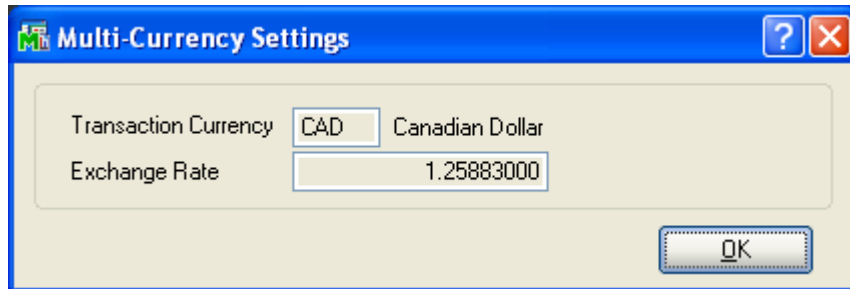 Multi-Currency Settings
Transaction Currency CAD Canadian Dollar
Exchange Rate 1.25883000
OK